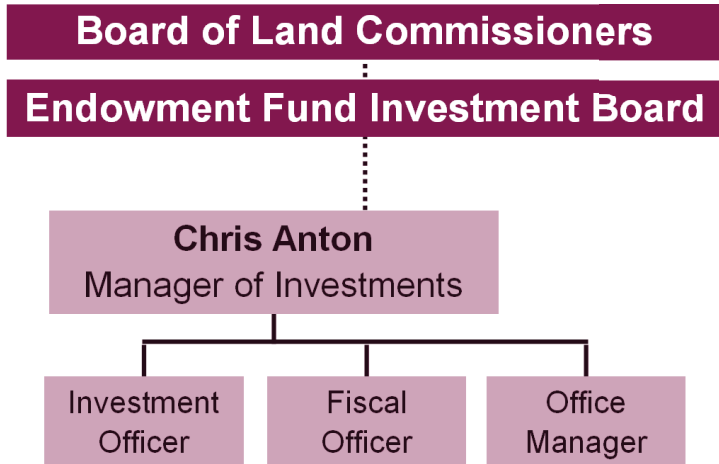 Board of Land Commissioners
Endowment Fund Investment Board
Chris Anton
Manager of Investments
Investment
Officer
Fiscal
Officer
Office
Manager